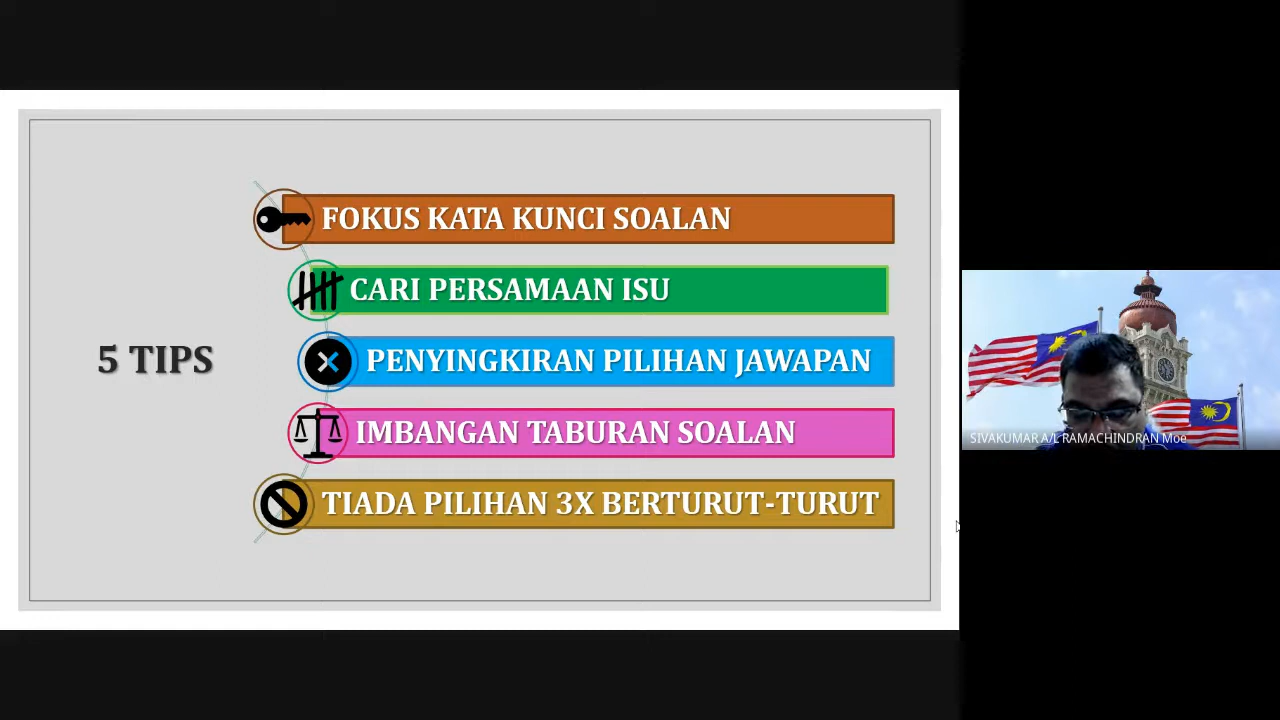 5 TIPS
FOKUS KATA KUNCI SOALAN
CARI PERSAMAAN ISU
PENYINGKIRAN PILIHAN JAWAPAN
IMBANGAN TABURAN SOALAN
TIADA PILIHAN 3X BERTURUT-TURUT
SIVAKUMAR A/L RAMACHINDRAN Moe